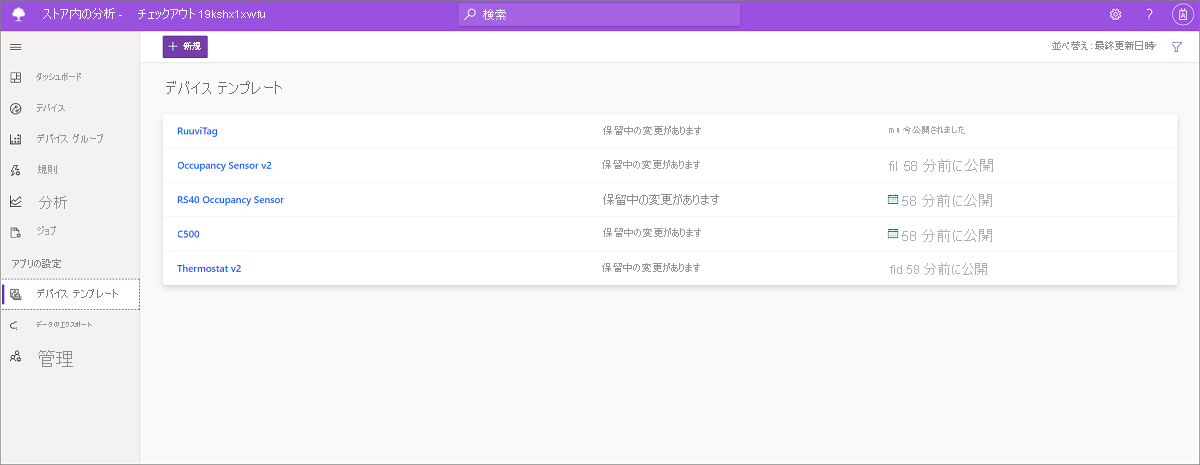 ストア内の分析 - チェックアウト 19kshx1xwfu
検索
?
+ 新規
並べ替え: 最終更新日時
ダッシュボード
デバイス
デバイス グループ
規則
分析
ジョブ
アプリの設定
デバイス テンプレート
データのエクスポート
管理
デバイス テンプレート
RuuviTag 保留中の変更があります 今公開されました
Occupancy Sensor v2 保留中の変更があります fil 58 分前に公開
RS40 Occupancy Sensor 保留中の変更があります 58 分前に公開
C500 保留中の変更があります 58 分前に公開
Thermostat v2 保留中の変更があります fid 58 分前に公開